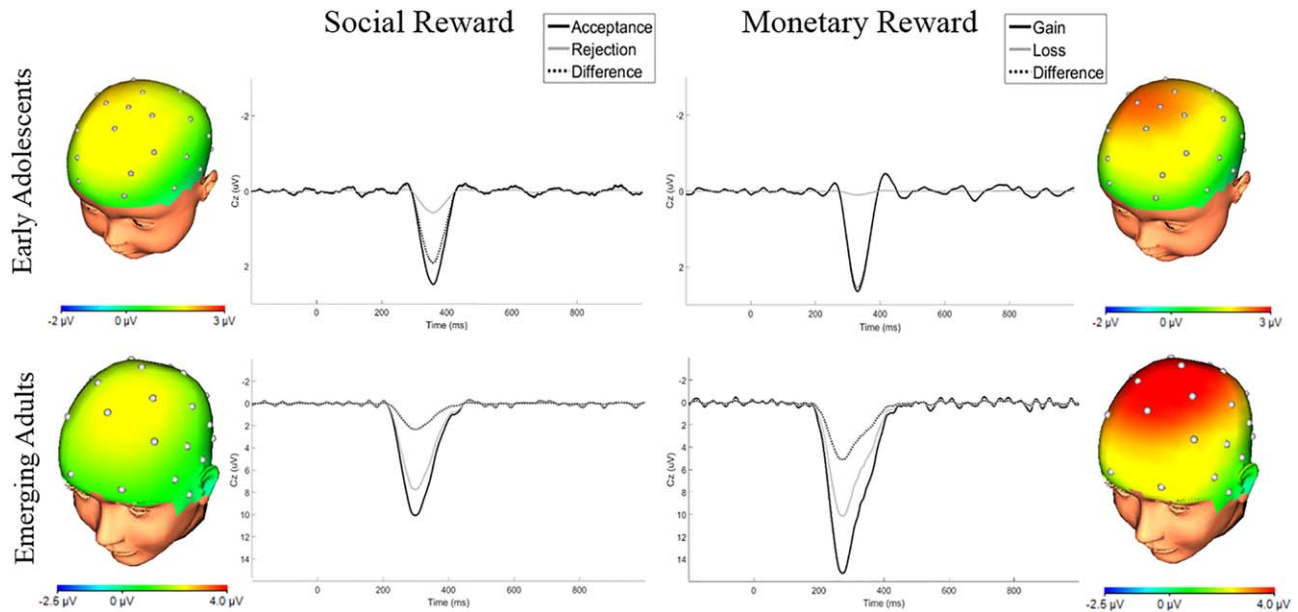 Social Reward
Acceptance
Rejection
Difference
Monetary Reward
Gain
Loss
Difference
Early Adolescents
-2 µV 0 µV 3 µV
Cz (uV)
-2
0
2
0 200 400 600 800
Time (ms)
Cz (uV)
-2
0
2
0 200 400 600 800
Time (ms)
-2 µV 0 µV 3 µV
Emerging Adults
-2.5 µV 0 µV 4.0 µV
Cz (uV)
-2
0
2
4
6
8
10
12
14
0 200 400 600 800
Time (ms)
Cz (uV)
-2
0
2
4
6
8
10
12
14
0 200 400 600 800
Time (ms)
-2.5 µV 0 µV 4.0 µV